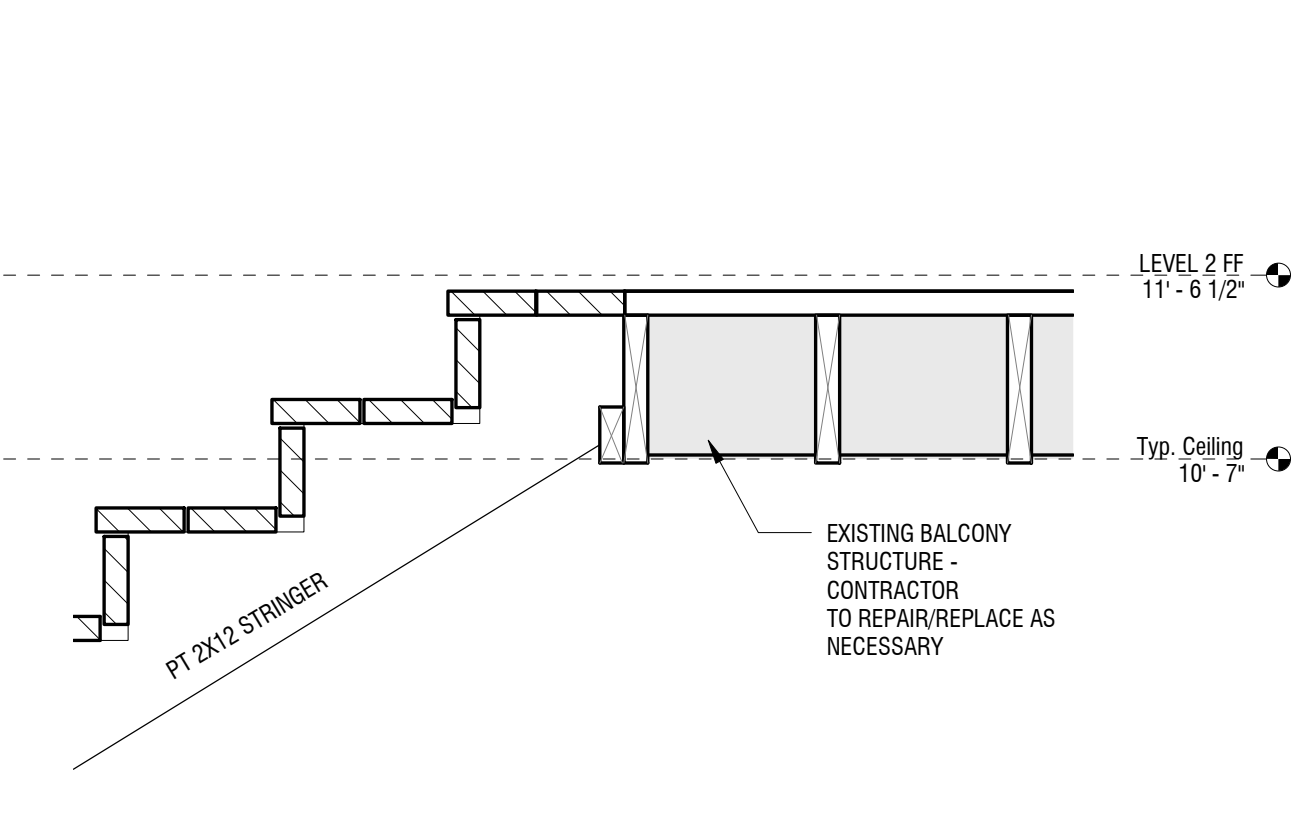 LEVEL 2 FF
11' - 6 1/2"
Typ. Ceiling
10' - 7"
EXISTING BALCONY
STRUCTURE -
CONTRACTOR
TO REPAIR/REPLACE AS
NECESSARY
PT 2X12 STRINGER